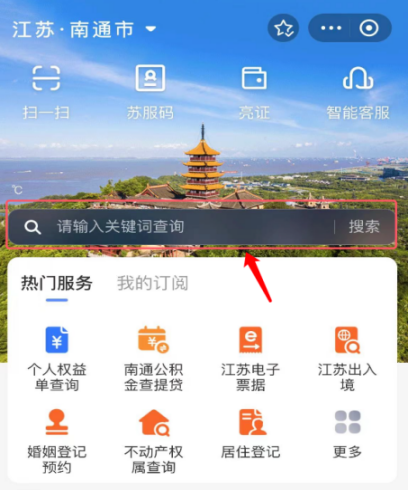 江苏·南通市
扫一扫
苏服码
亮证
智能客服
℃
请输入关键词查询
搜索
热门服务
我的订阅
个人权益
单查询
南通公积
金查提贷
江苏电子
票据
江苏出入
境
婚姻登记
预约
不动产权
属查询
居住登记
更多